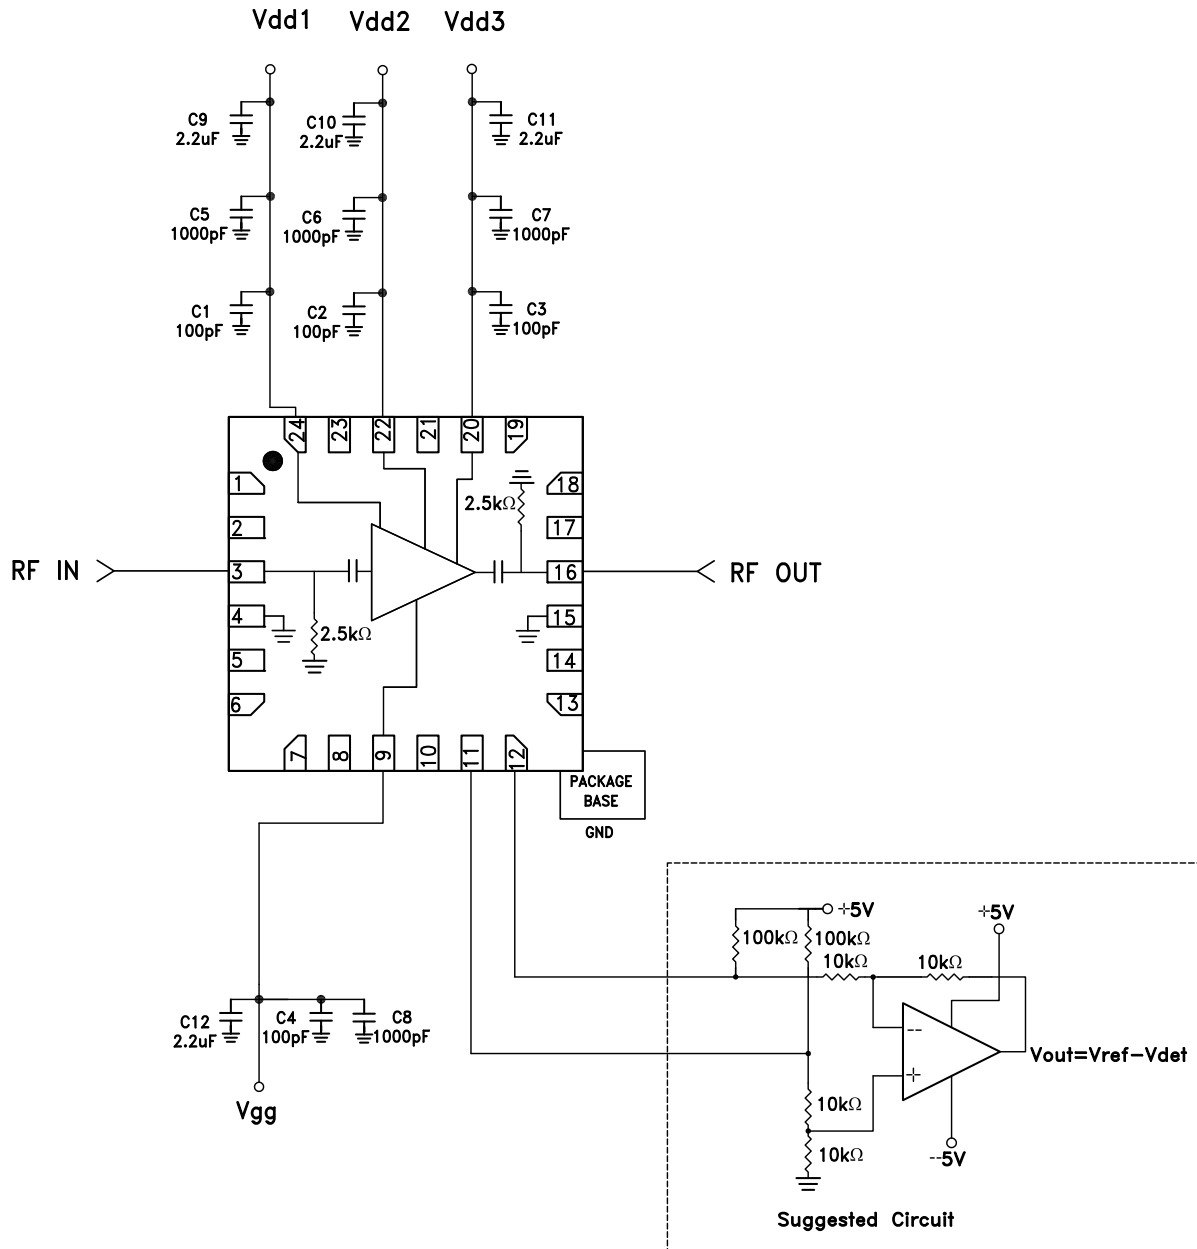 Vdd1 Vdd2 Vdd3
C9
2.2uF
C10
2.2uF
C11
2.2uF
C5
1000pF
C6
1000pF
C7
1000pF
C1
100pF
C2
100pF
C3
100pF
24 23 22 21 20 19
1
18
2.5kΩ
2
17
RF IN
3
16
RF OUT
4
15
2.5kΩ
5
14
6
13
7 8 9 10 11 12
PACKAGE
BASE
GND
+5V
+5V
100kΩ
100kΩ
10kΩ
10kΩ
C12
2.2uF
C4
100pF
C8
1000pF
--
Vout=Vref-Vdet
+
Vgg
10kΩ
10kΩ
--5V
Suggested Circuit